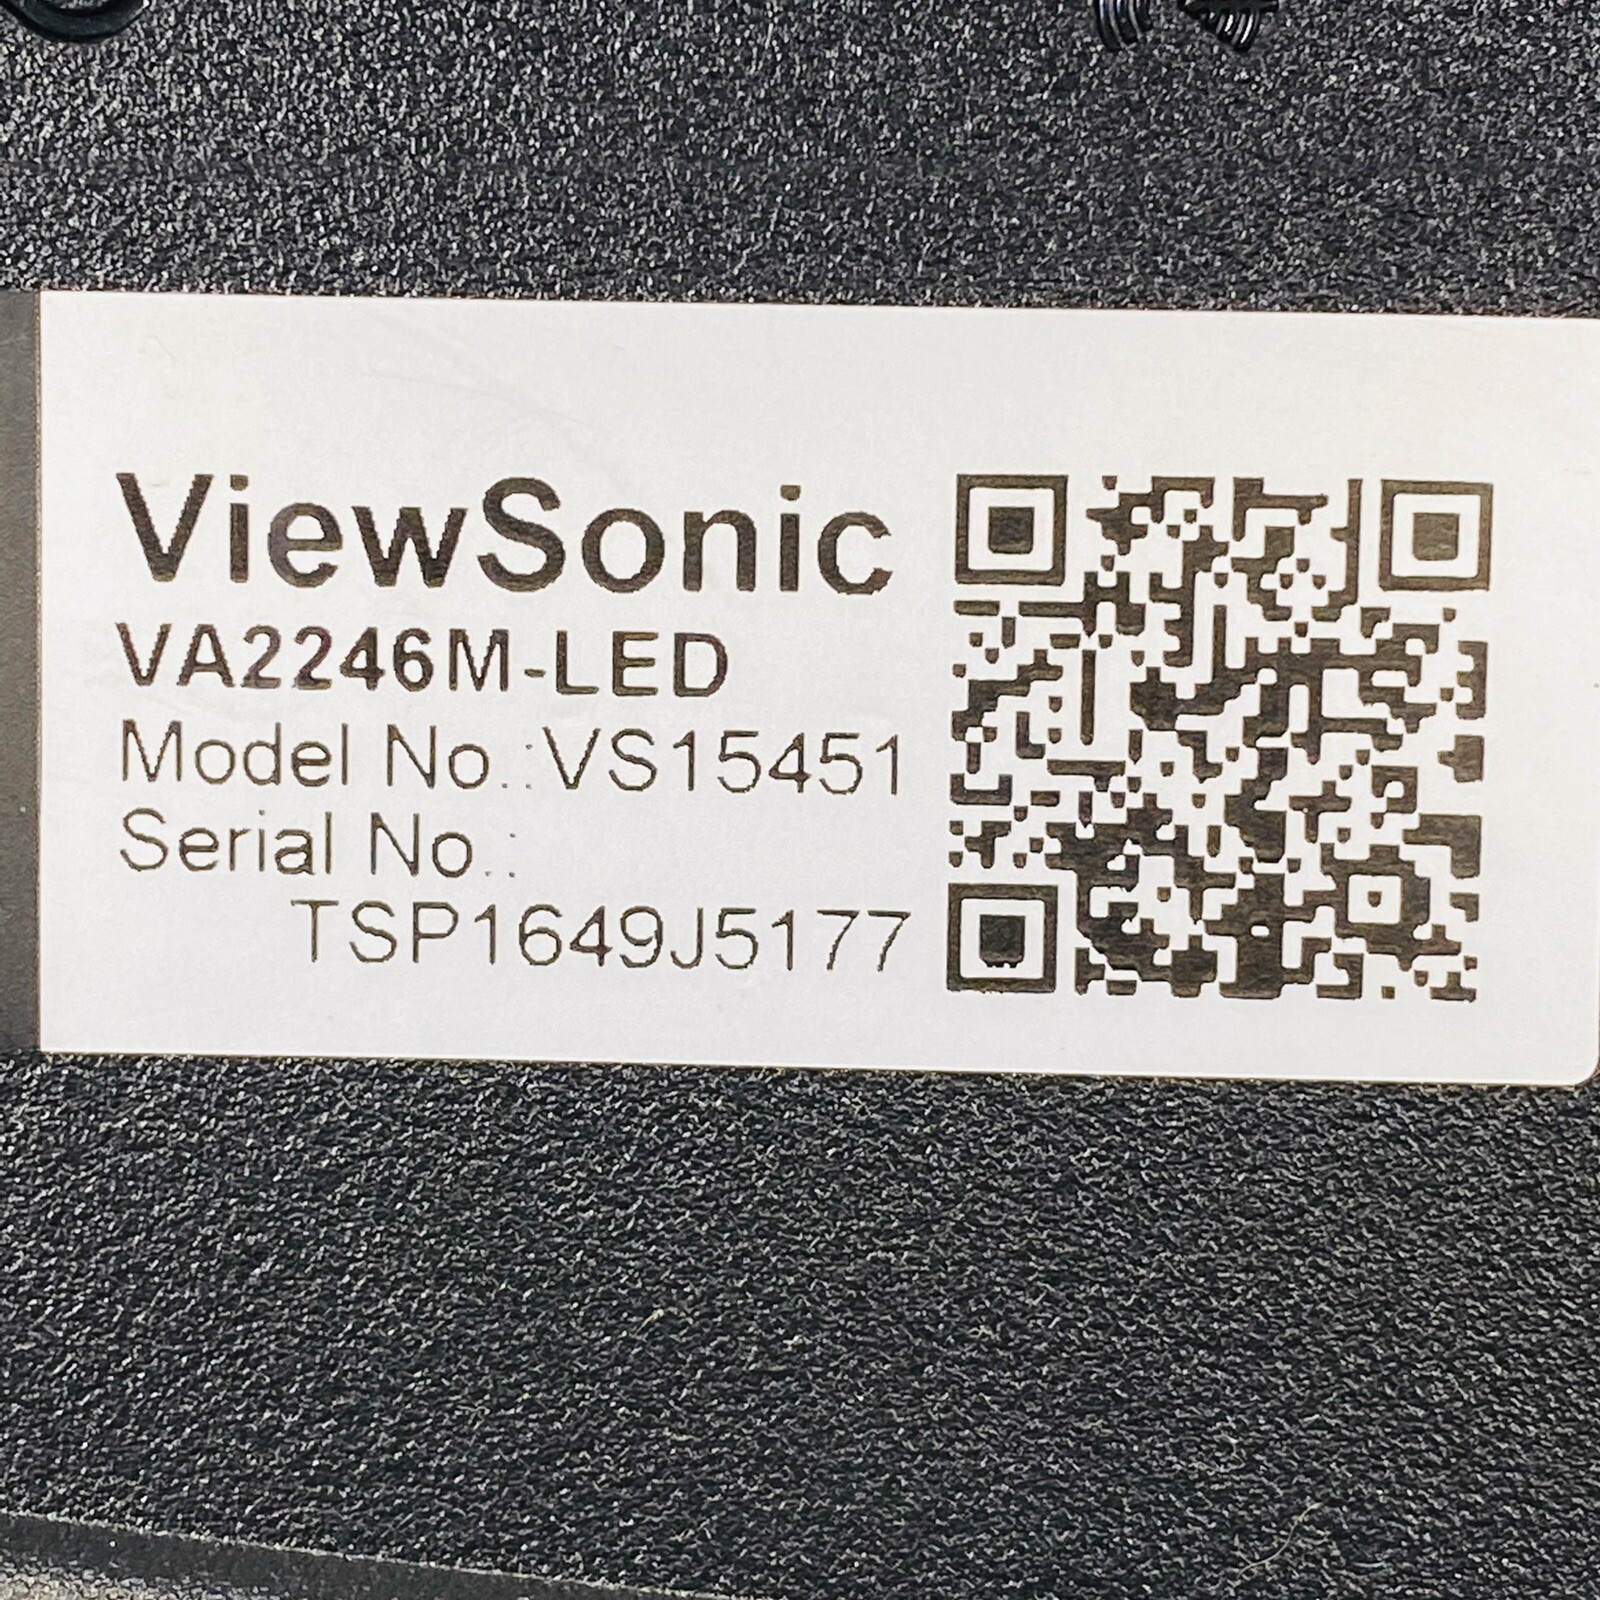 ViewSonic
VA2246M-LED
Model No.:VS15451
Serial No.:
TSP1649J5177